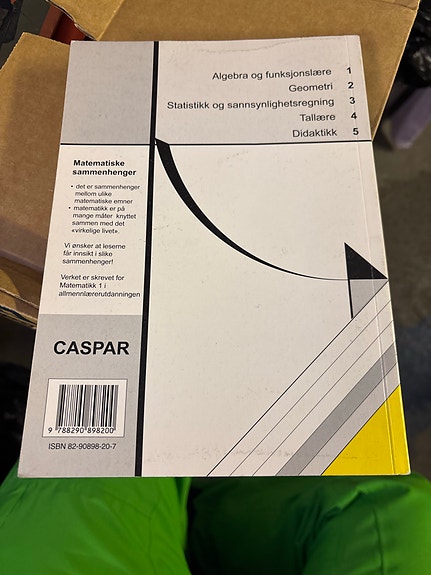 Algebra og funksjonslære 1
Geometri 2
Statistikk og sannsynlighetsregning 3
Tallære 4
Didaktikk 5
Matematiske
sammenhenger
• det er sammenhenger
mellom ulike
matematiske emner
• matematikk er på
mange måter knyttet
sammen med det
«virkelige livet».
Vi ønsker at leserne
får innsikt i slike
sammenhenger!
Verket er skrevet for
Matematikk 1 i
allmennlærerutdanningen
CASPAR
9 788290 898200
ISBN 82-90898-20-7